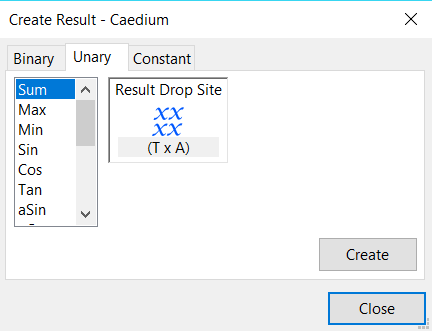 Create Result - Caedium
Binary Unary Constant
Sum
Max
Min
Sin
Cos
Tan
aSin
Result Drop Site
xx
xx
(T x A)
Create
Close